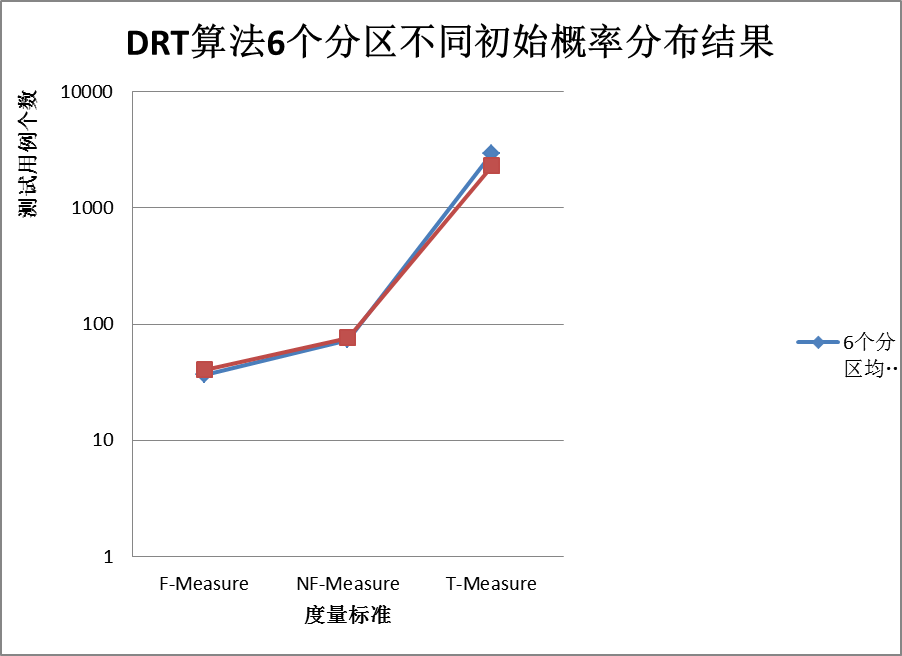 DRT算法6个分区不同初始概率分布结果
测试用例个数
10000
1000
100
10
1
F-Measure NF-Measure T-Measure
度量标准
6个分
区均··